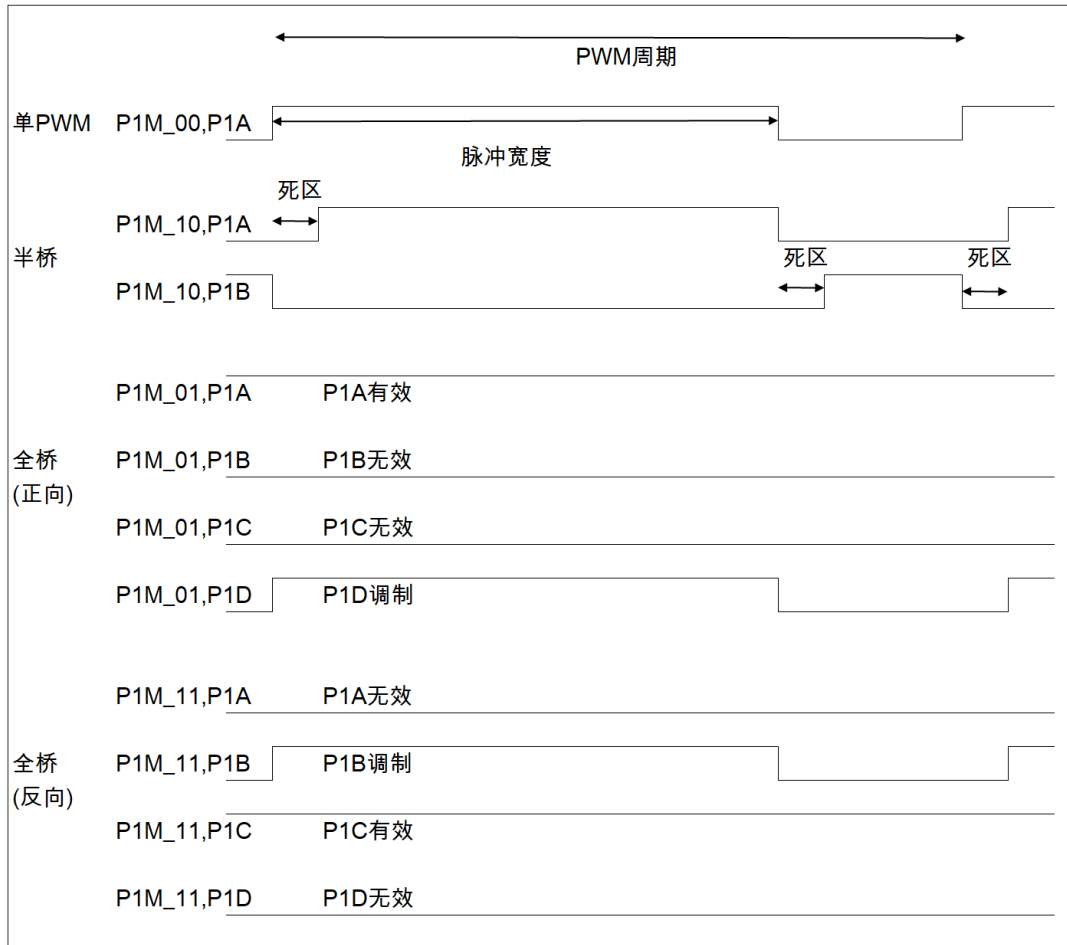 PWM周期
单PWM P1M_00,P1A
脉冲宽度
死区
P1M_10,P1A
半桥 死区 死区
P1M_10,P1B
P1M_01,P1A P1A有效
全桥 P1M_01,P1B P1B无效
(正向)
P1M_01,P1C P1C无效
P1M_01,P1D P1D调制
P1M_11,P1A P1A无效
全桥 P1M_11,P1B P1B调制
(反向)
P1M_11,P1C P1C有效
P1M_11,P1D P1D无效